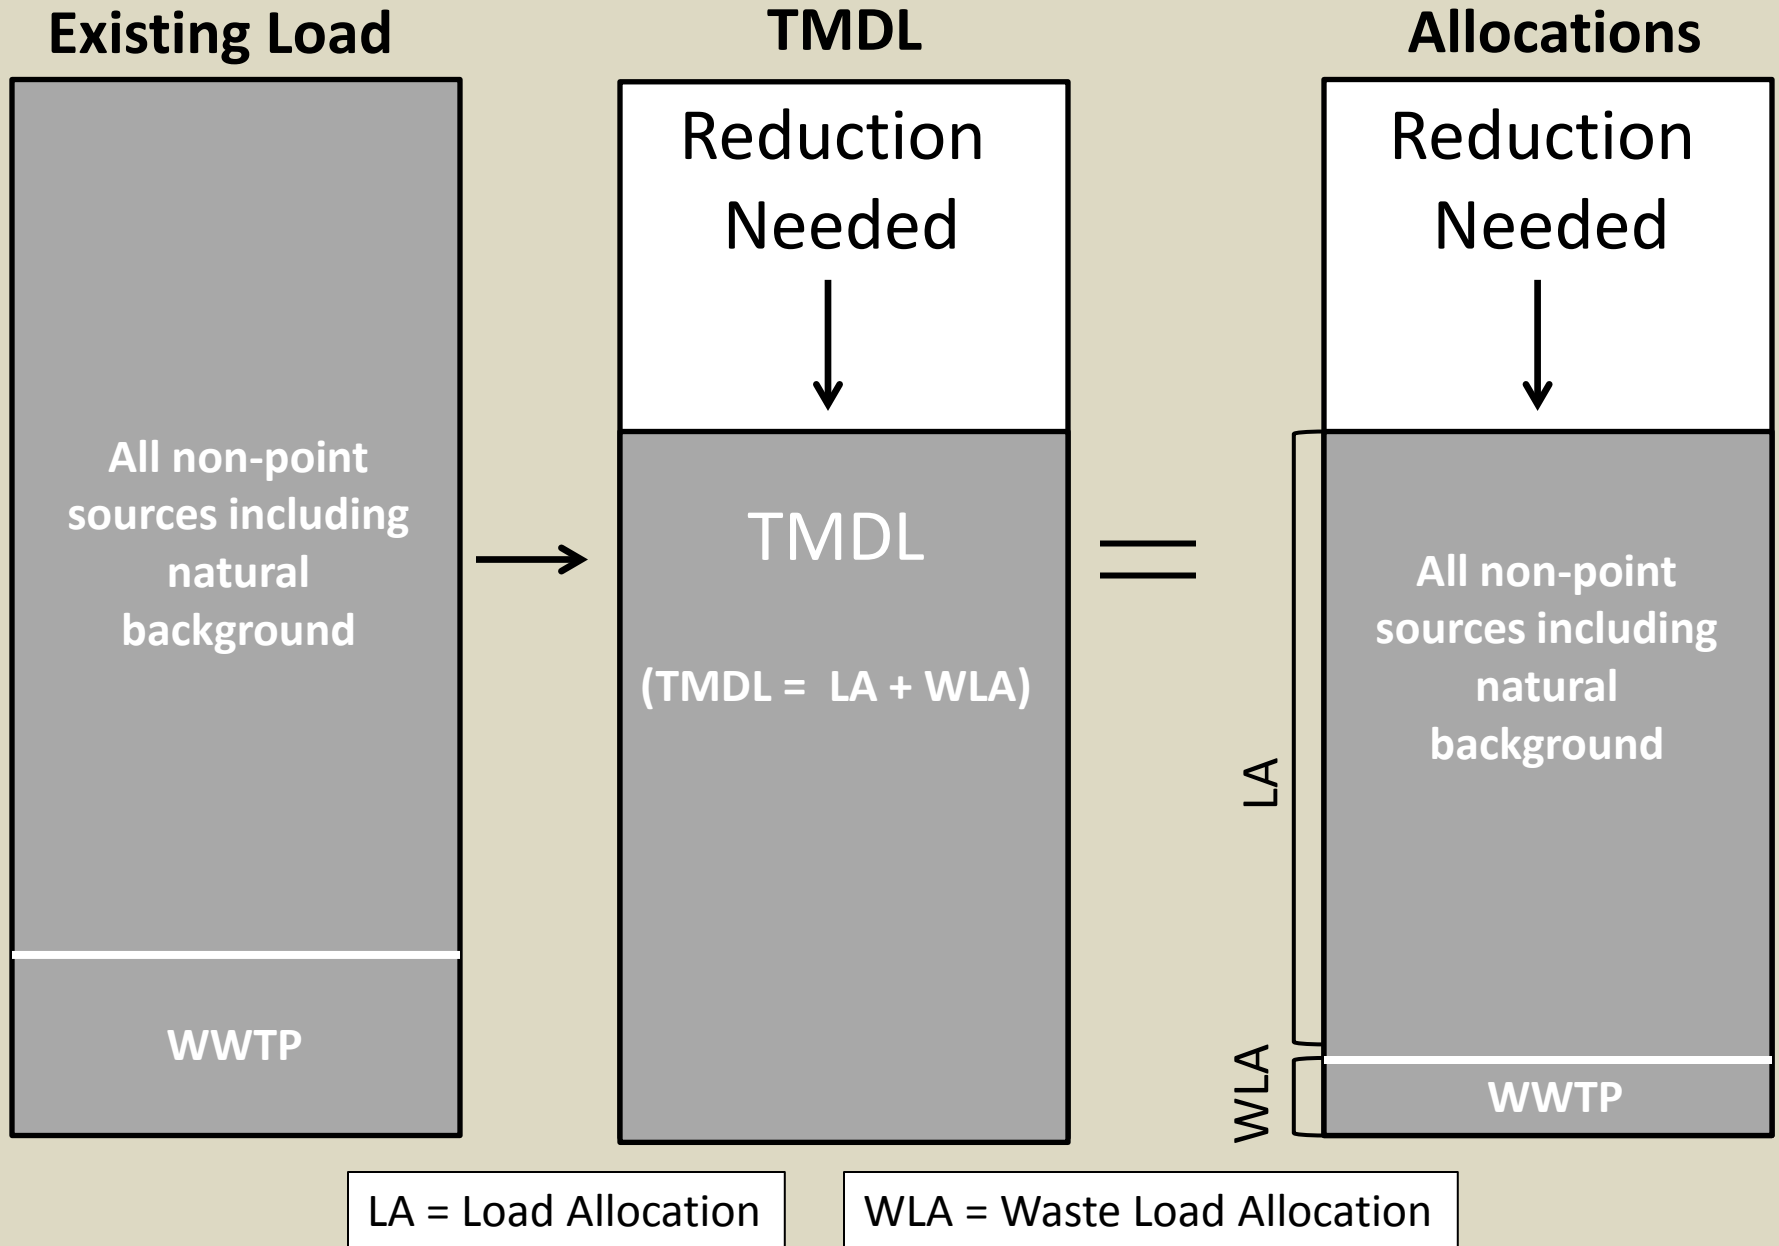 Existing Load
All non-point
sources including
natural
background
WWTP
TMDL
Reduction
Needed
TMDL
(TMDL = LA + WLA)
Allocations
Reduction
Needed
LA
All non-point
sources including
natural
background
WLA
WWTP
LA = Load Allocation
WLA = Waste Load Allocation